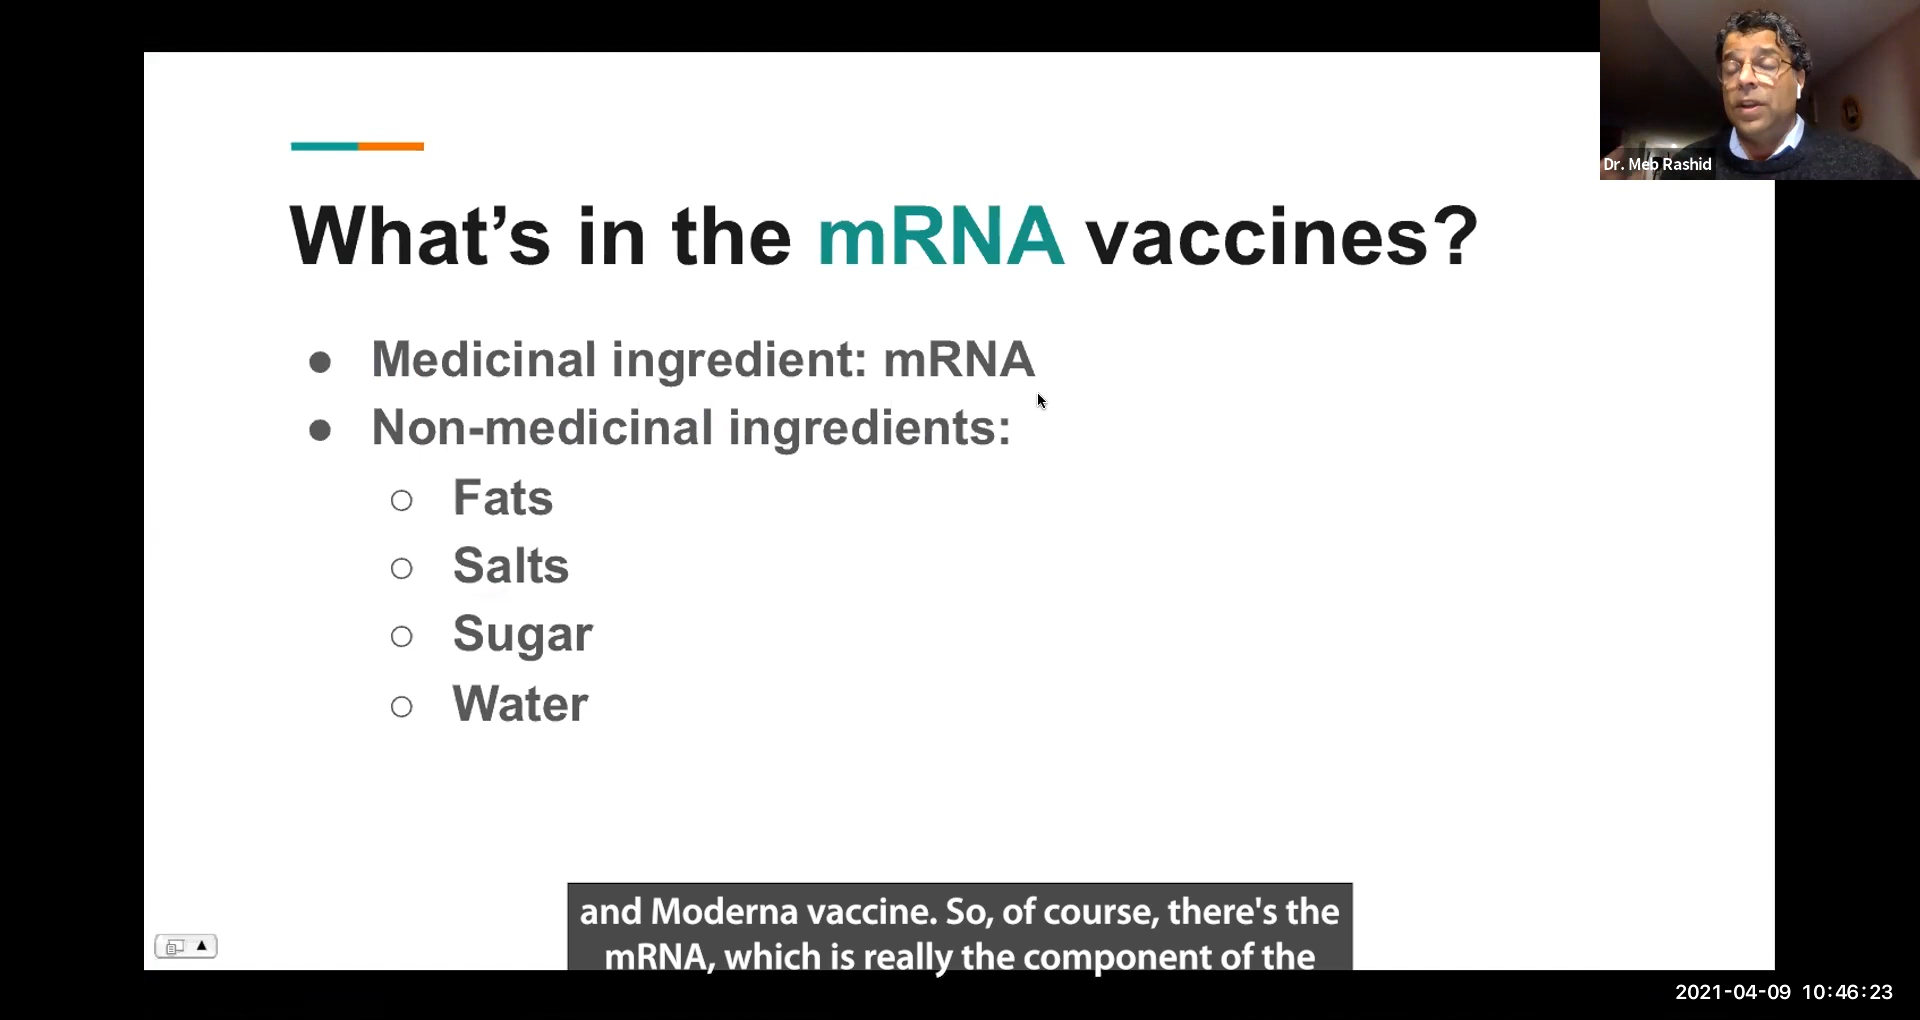 Dr. Meb Rashid
What’s in the mRNA vaccines?
● Medicinal ingredient: mRNA
● Non-medicinal ingredients:
○ Fats
○ Salts
○ Sugar
○ Water
and Moderna vaccine. So, of course, there's the
mRNA, which is really the component of the
2021-04-09 10:46:23